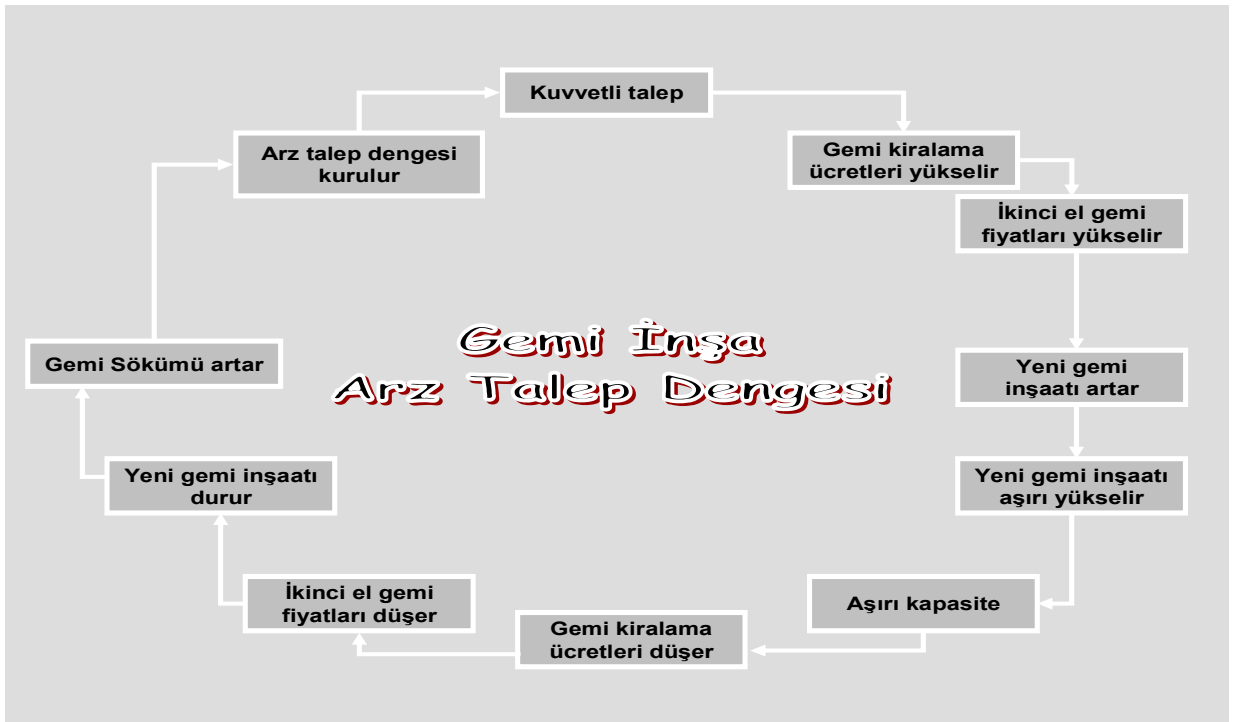 Kuvvetli talep
Gemi kiralama
ücretleri yükselir
İkinci el gemi
fiyatları yükselir
Yeni gemi
inşaatı artar
Yeni gemi inşaatı
aşırı yükselir
Aşırı kapasite
Gemi kiralama
ücretleri düşer
İkinci el gemi
fiyatları düşer
Yeni gemi inşaatı
durur
Gemi Sökümü artar
Arz talep dengesi
kurulur
Gemi İnşa
Arz Talep Dengesi